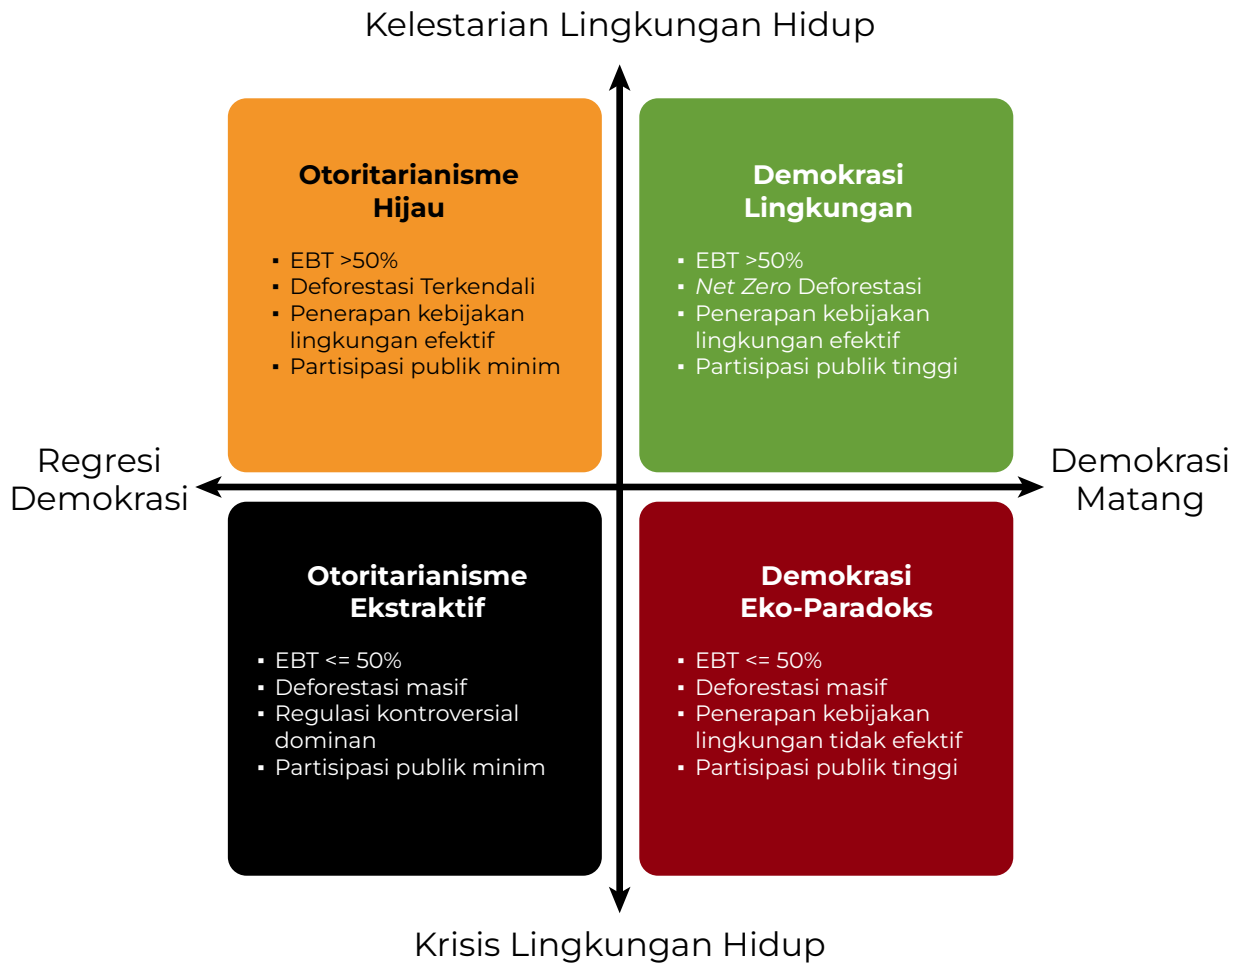 Kelestarian Lingkungan Hidup
Otoritarianisme
Hijau
▪ EBT >50%
▪ Deforestasi Terkendali
▪ Penerapan kebijakan
lingkungan efektif
▪ Partisipasi publik minim
Demokrasi
Lingkungan
▪ EBT >50%
▪ Net Zero Deforestasi
▪ Penerapan kebijakan
lingkungan efektif
▪ Partisipasi publik tinggi
Regresi
Demokrasi
Demokrasi
Matang
Otoritarianisme
Ekstraktif
▪ EBT <= 50%
▪ Deforestasi masif
▪ Regulasi kontroversial
dominan
▪ Partisipasi publik minim
Demokrasi
Eko-Paradoks
▪ EBT <= 50%
▪ Deforestasi masif
▪ Penerapan kebijakan
lingkungan tidak efektif
▪ Partisipasi publik tinggi
Krisis Lingkungan Hidup